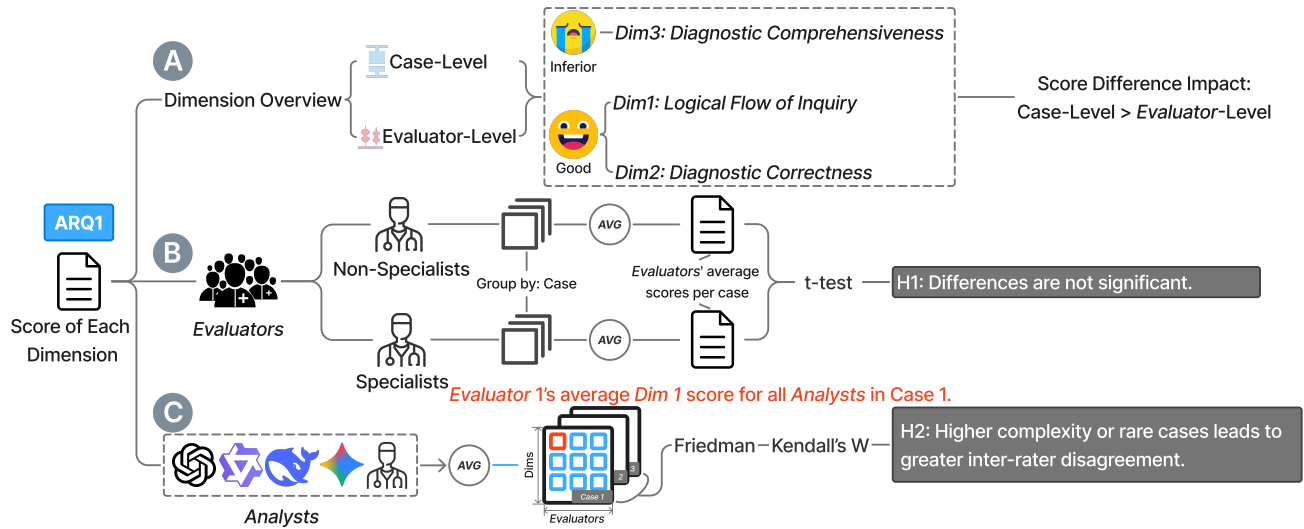 A
Dimension Overview
Case-Level
Evaluator-Level
Inferior
Dim3: Diagnostic Comprehensiveness
Good
Dim1: Logical Flow of Inquiry
Dim2: Diagnostic Correctness
Score Difference Impact:
Case-Level > Evaluator-Level
ARQ1
Score of Each
Dimension
B
Evaluators
Non-Specialists
Specialists
Group by: Case
AVG
AVG
Evaluators' average
scores per case
t-test
H1: Differences are not significant.
C
Analysts
AVG
Evaluator 1’s average Dim 1 score for all Analysts in Case 1.
Dims
Case 1
2
3
Evaluators
Friedman
Kendall’s W
H2: Higher complexity or rare cases leads to
greater inter-rater disagreement.